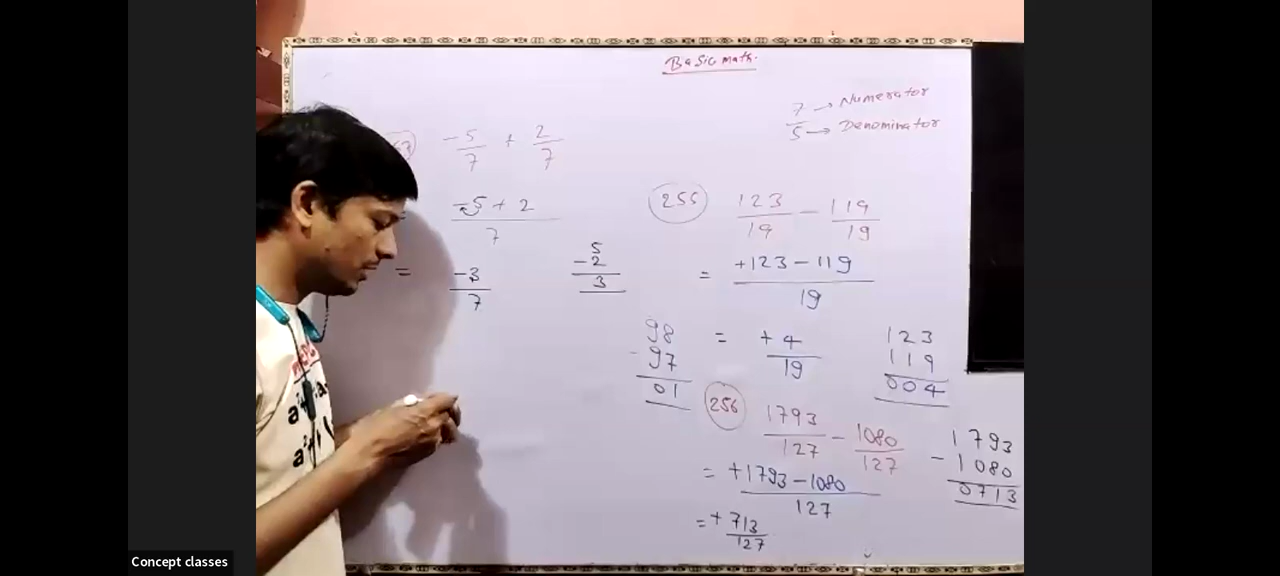 Basic math.
7 → Numerator
5 → Denominator
-5/7 + 2/7
-5 + 2 / 7
= -3/7
5
- 2
3
255
123/19 - 119/19
= +123 - 119 / 19
= +4/19
98
- 97
01
123
119
004
256
1793/127 - 1080/127
= +1793 - 1080 / 127
= +713/127
1793
- 1080
0713
Concept classes